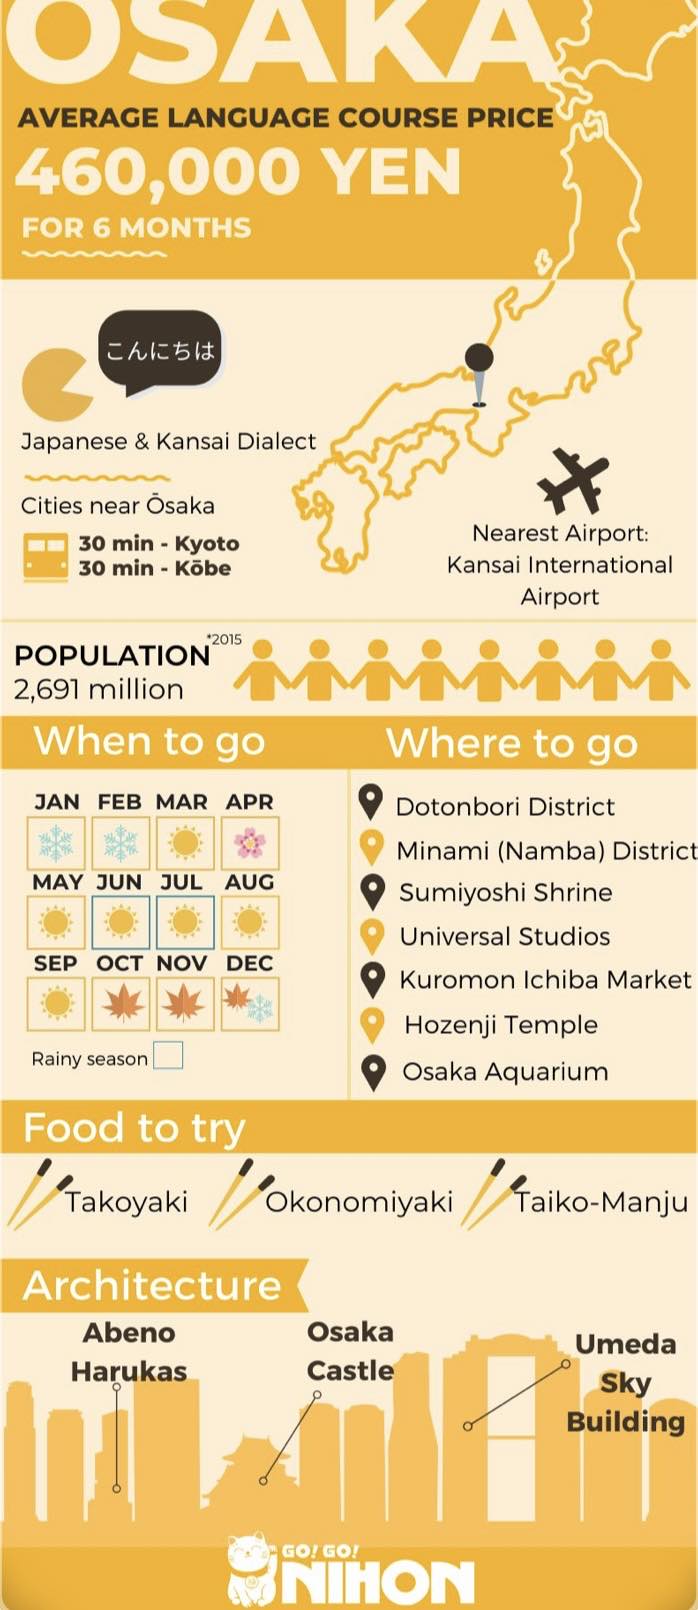 OSAKA
AVERAGE LANGUAGE COURSE PRICE
460,000 YEN
FOR 6 MONTHS
こんにちは
Japanese & Kansai Dialect
Cities near Ōsaka
30 min - Kyoto
30 min - Kōbe
Nearest Airport:
Kansai International
Airport
POPULATION *2015
2,691 million
When to go
JAN FEB MAR APR
MAY JUN JUL AUG
SEP OCT NOV DEC
Rainy season
Where to go
Dotonbori District
Minami (Namba) District
Sumiyoshi Shrine
Universal Studios
Kuromon Ichiba Market
Hozenji Temple
Osaka Aquarium
Food to try
Takoyaki
Okonomiyaki
Taiko-Manju
Architecture
Abeno
Harukas
Osaka
Castle
Umeda
Sky
Building
GO! GO!
NIHON